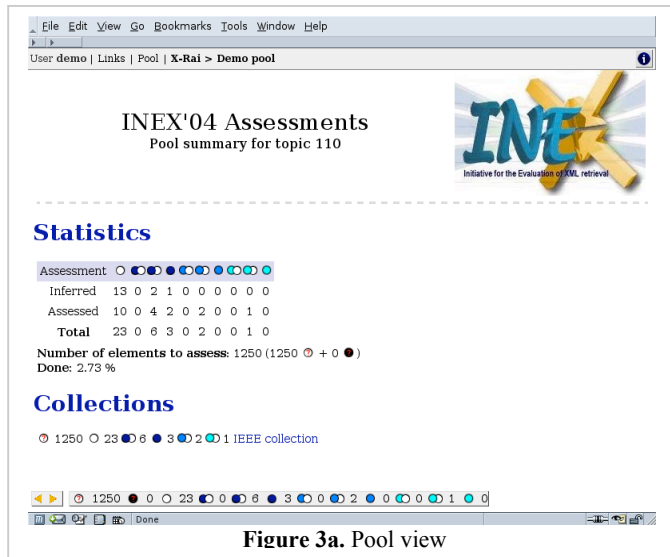 File Edit View Go Bookmarks Tools Window Help
User demo | Links | Pool | X-Rai > Demo pool
INEX'04 Assessments
Pool summary for topic 110
INEX
Initiative for the Evaluation of XML retrieval
Statistics
Assessment
Inferred 13 0 2 1 0 0 0 0 0 0
Assessed 10 0 4 2 0 2 0 0 1 0
Total 23 0 6 3 0 2 0 0 1 0
Number of elements to assess: 1250 (1250 ? + 0 ?)
Done: 2.73 %
Collections
? 1250 23 6 3 2 1 IEEE collection
? 1250 ? 0 23 0 6 3 0 2 0 0 1 0
Done
Figure 3a. Pool view